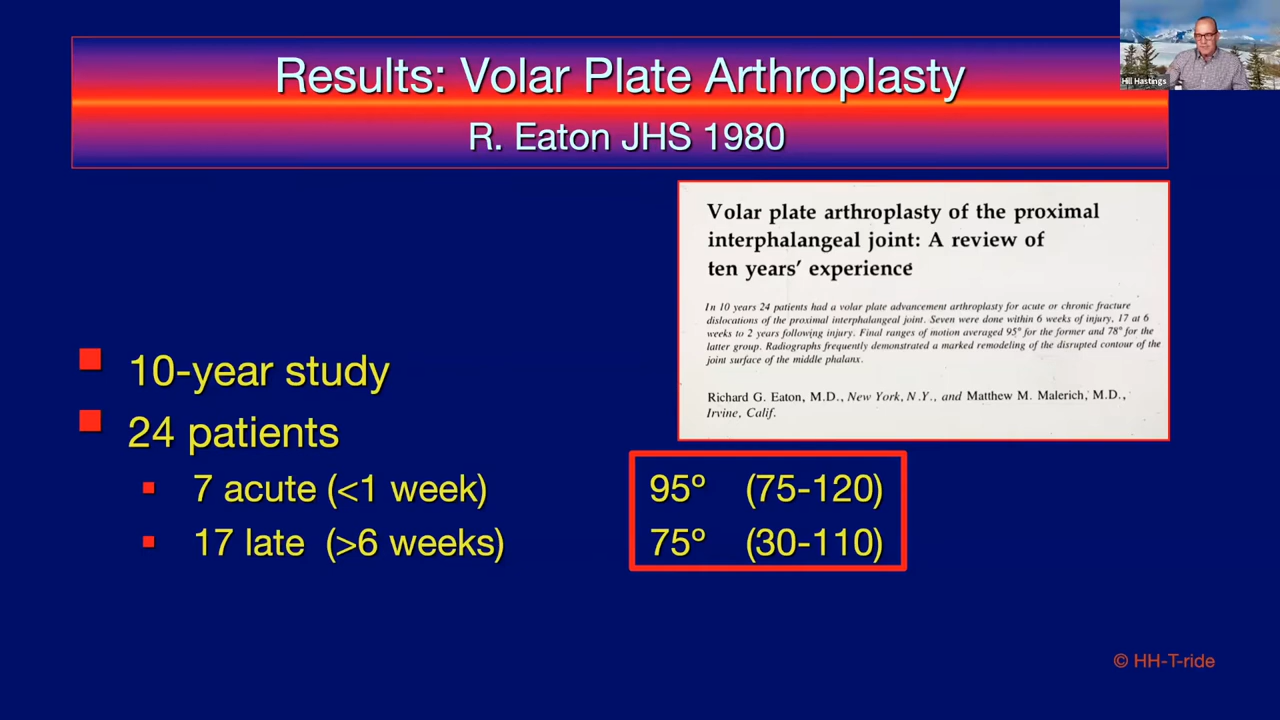 Results: Volar Plate Arthroplasty
R. Eaton JHS 1980
Hill Hastings
Volar plate arthroplasty of the proximal
interphalangeal joint: A review of
ten years' experience
In 10 years 24 patients had a volar plate advancement arthroplasty for acute or chronic fracture
dislocations of the proximal interphalangeal joint. Seven were done within 6 weeks of injury, 17 at 6
weeks to 2 years following injury. Final ranges of motion averaged 95° for the former and 78° for the
latter group. Radiographs frequently demonstrated a marked remodeling of the disrupted contour of the
joint surface of the middle phalanx.
Richard G. Eaton, M.D., New York, N.Y., and Matthew M. Malerich, M.D.,
Irvine, Calif.
10-year study
24 patients
7 acute (<1 week) 95º (75-120)
17 late (>6 weeks) 75º (30-110)
© HH-T-ride